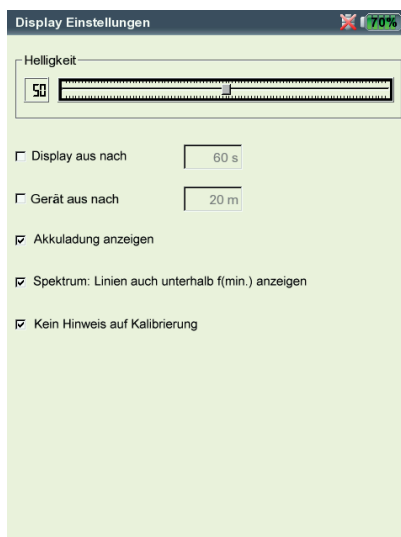 Display Einstellungen 70%
Helligkeit
50
Display aus nach 60 s
Gerät aus nach 20 m
Akkuladung anzeigen
Spektrum: Linien auch unterhalb f(min.) anzeigen
Kein Hinweis auf Kalibrierung